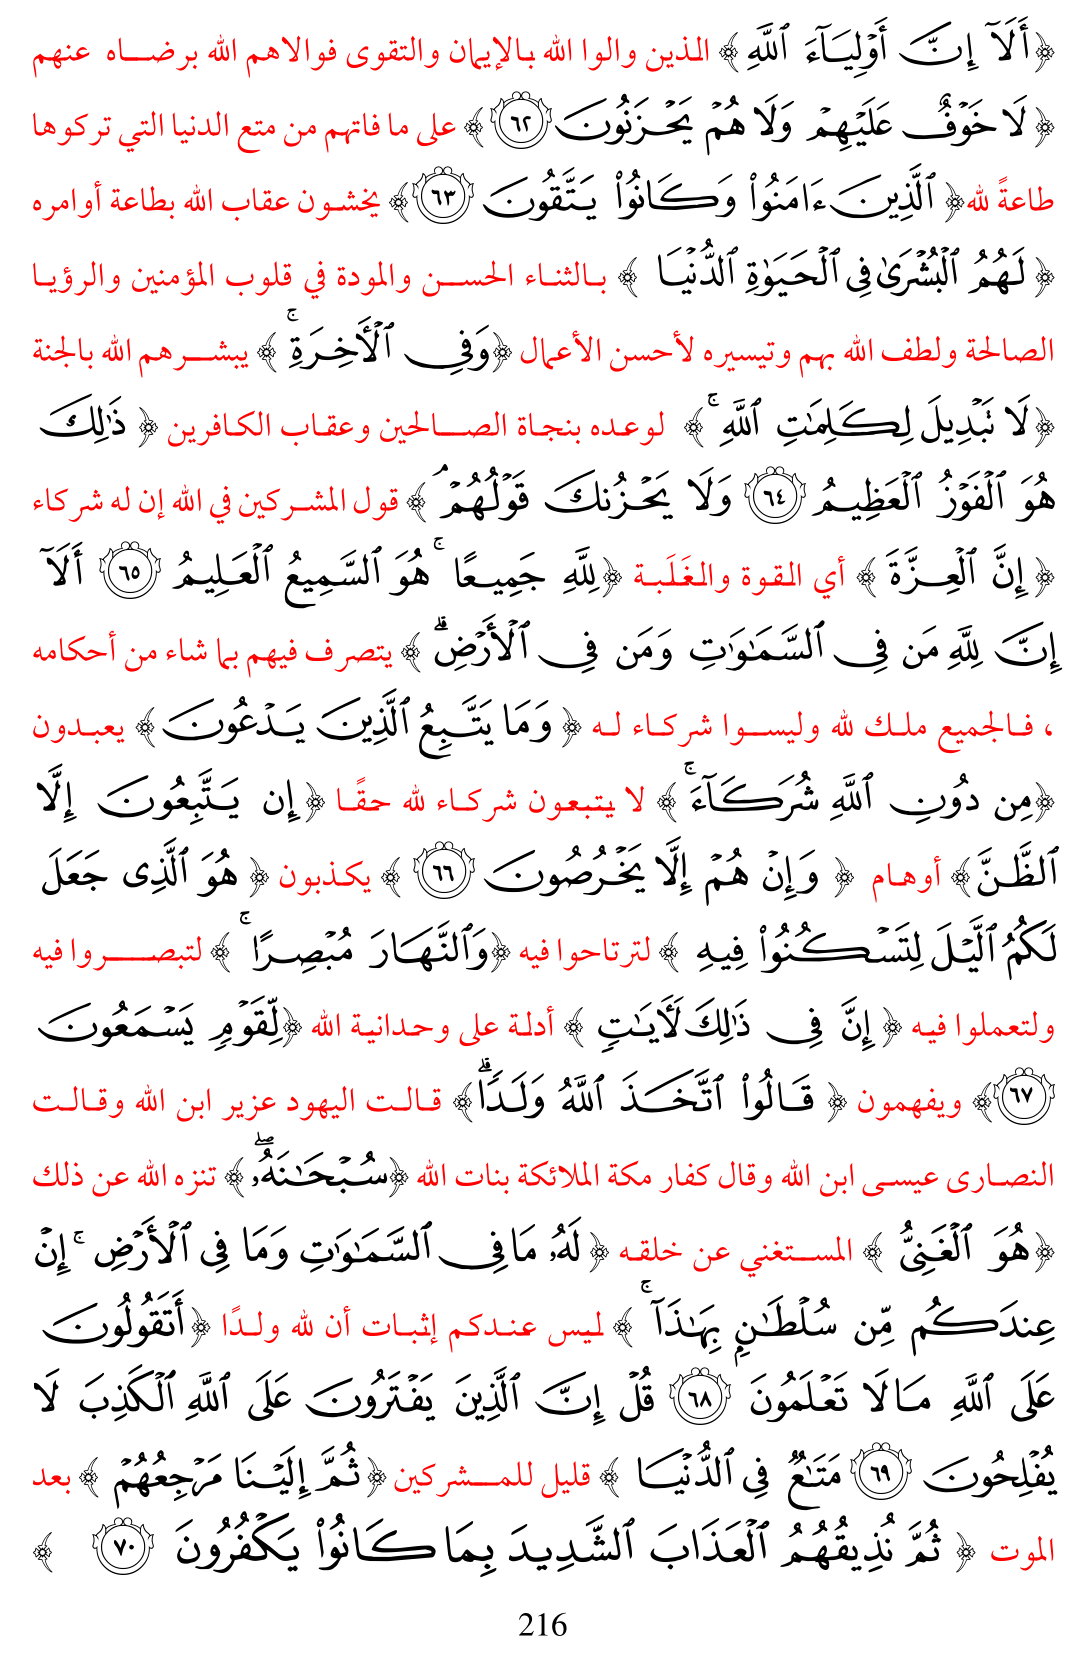 ﴿أَلَآ إِنَّ أَوْلِيَآءَ ٱللَّهِ ﴾ الذين والوا الله بالإيمان والتقوى فوالاهم الله برضاه عنهم
﴿ لَا خَوْفٌ عَلَيْهِمْ وَلَا هُمْ يَحْزَنُونَ ٦٢ ﴾ على ما فاتهم من متع الدنيا التي تركوها
طاعةً لله ﴿ ٱلَّذِينَ ءَامَنُوا۟ وَكَانُوا۟ يَتَّقُونَ ٦٣ ﴾ يخشون عقاب الله بطاعة أوامره
﴿ لَهُمُ ٱلْبُشْرَىٰ فِى ٱلْحَيَوٰةِ ٱلدُّنْيَا ﴾ بالثناء الحسن والمودة في قلوب المؤمنين والرؤيا
الصالحة ولطف الله بهم وتيسيره لأحسن الأعمال ﴿وَفِى ٱلْأَخِرَةِ ۚ ﴾ يبشرهم الله بالجنة
﴿لَا تَبْدِيلَ لِكَلِمَٰتِ ٱللَّهِ ۚ ﴾ لوعده بنجاة الصالحين وعقاب الكافرين ﴿ ذَٰلِكَ
هُوَ ٱلْفَوْزُ ٱلْعَظِيمُ ٦٤ وَلَا يَحْزُنكَ قَوْلُهُمْ ۘ ﴾ قول المشركين في الله إن له شركاء
﴿ إِنَّ ٱلْعِزَّةَ ﴾ أي القوة والغَلَبة ﴿لِلَّهِ جَمِيعًا ۚ هُوَ ٱلسَّمِيعُ ٱلْعَلِيمُ ٦٥ أَلَآ
إِنَّ لِلَّهِ مَن فِى ٱلسَّمَٰوَٰتِ وَمَن فِى ٱلْأَرْضِ ۗ ﴾ يتصرف فيهم بما شاء من أحكامه
، فالجميع ملك لله وليسوا شركاء له ﴿ وَمَا يَتَّبِعُ ٱلَّذِينَ يَدْعُونَ ﴾ يعبدون
﴿مِن دُونِ ٱللَّهِ شُرَكَآءَ ۚ ﴾ لا يتبعون شركاء لله حقًا ﴿ إِن يَتَّبِعُونَ إِلَّا
ٱلظَّنَّ﴾ أوهام ﴿ وَإِنْ هُمْ إِلَّا يَخْرُصُونَ ٦٦ ﴾ يكذبون ﴿ هُوَ ٱلَّذِى جَعَلَ
لَكُمُ ٱلَّيْلَ لِتَسْكُنُوا۟ فِيهِ ﴾ لترتاحوا فيه ﴿وَٱلنَّهَارَ مُبْصِرًا ۚ ﴾ لتبصروا فيه
ولتعملوا فيه ﴿ إِنَّ فِى ذَٰلِكَ لَأَيَٰتٍ ﴾ أدلة على وحدانية الله ﴿لِّقَوْمٍ يَسْمَعُونَ
٦٧﴾ ويفهمون ﴿ قَالُوا۟ ٱتَّخَذَ ٱللَّهُ وَلَدًا ۗ﴾ قالت اليهود عزير ابن الله وقالت
النصارى عيسى ابن الله وقال كفار مكة الملائكة بنات الله ﴿سُبْحَٰنَهُۥ ۖ ﴾ تنزه الله عن ذلك
﴿هُوَ ٱلْغَنِىُّ ﴾ المستغني عن خلقه ﴿ لَهُۥ مَا فِى ٱلسَّمَٰوَٰتِ وَمَا فِى ٱلْأَرْضِ ۚ إِنْ
عِندَكُم مِّن سُلْطَٰنٍ بِهَٰذَآ ۚ ﴾ ليس عندكم إثبات أن لله ولدًا ﴿أَتَقُولُونَ
عَلَى ٱللَّهِ مَا لَا تَعْلَمُونَ ٦٨ قُلْ إِنَّ ٱلَّذِينَ يَفْتَرُونَ عَلَى ٱللَّهِ ٱلْكَذِبَ لَا
يُفْلِحُونَ ٦٩ مَتَٰعٌ فِى ٱلدُّنْيَا ﴾ قليل للمشركين ﴿ثُمَّ إِلَيْنَا مَرْجِعُهُمْ ﴾ بعد
الموت ﴿ ثُمَّ نُذِيقُهُمُ ٱلْعَذَابَ ٱلشَّدِيدَ بِمَا كَانُوا۟ يَكْفُرُونَ ٧٠ ﴾
216